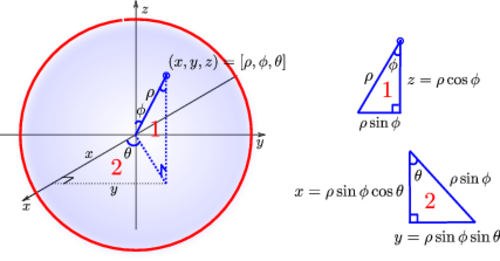 z
(x, y, z) = [ρ, ϕ, θ]
ρ
ϕ
1
y
x
θ
2
y
x
ϕ
ρ
1
z = ρ cos ϕ
ρ sin ϕ
θ
ρ sin ϕ
x = ρ sin ϕ cos θ
2
y = ρ sin ϕ sin θ